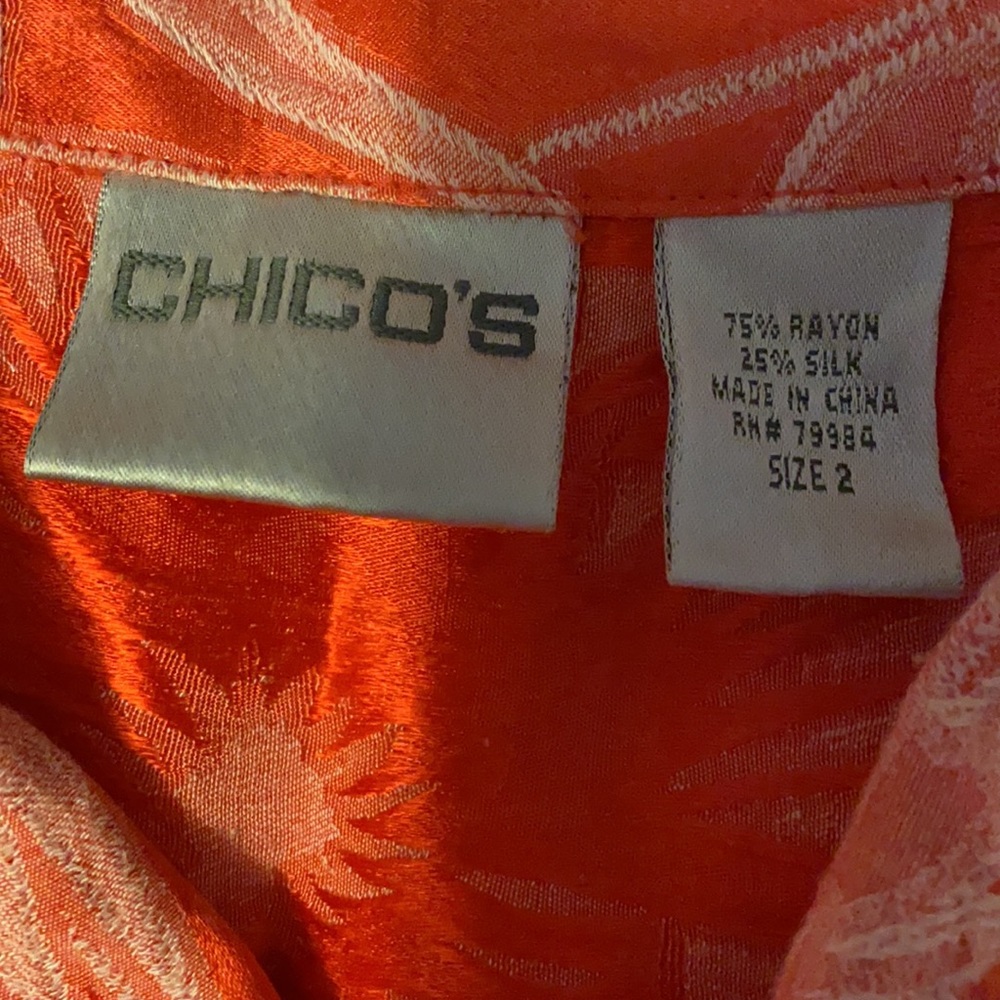 CHICO'S
75% RAYON
25% SILK
MADE IN CHINA
RN# 79984
SIZE 2